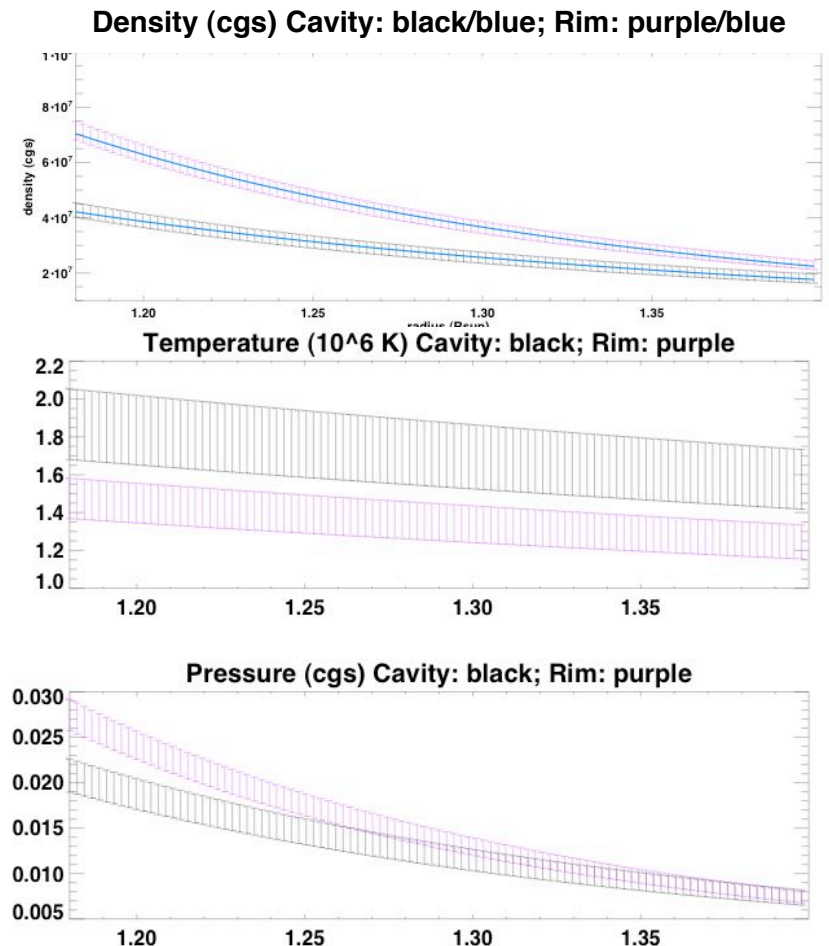 Density (cgs) Cavity: black/blue; Rim: purple/blue
1·10⁸
8·10⁷
6·10⁷
4·10⁷
2·10⁷
density (cgs)
1.20 1.25 1.30 1.35
radius (Rsun)
Temperature (10^6 K) Cavity: black; Rim: purple
2.2
2.0
1.8
1.6
1.4
1.2
1.0
1.20 1.25 1.30 1.35
Pressure (cgs) Cavity: black; Rim: purple
0.030
0.025
0.020
0.015
0.010
0.005
1.20 1.25 1.30 1.35